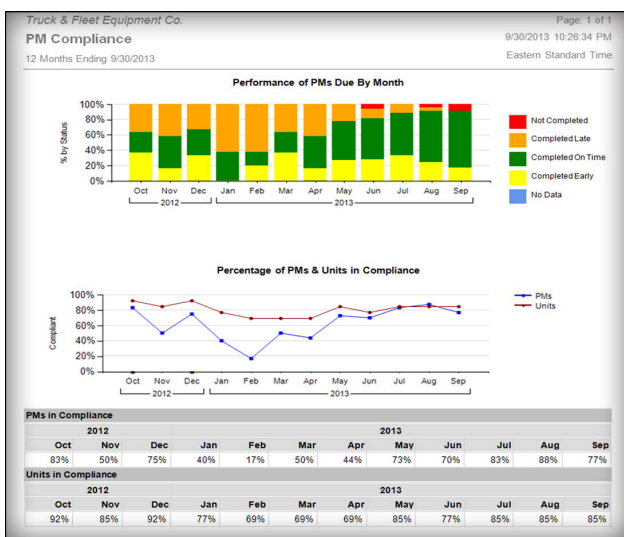 Truck & Fleet Equipment Co. Page: 1 of 1
PM Compliance 9/30/2013 10:26:34 PM
12 Months Ending 9/30/2013 Eastern Standard Time
Performance of PMs Due By Month
100%
80%
60%
40%
20%
0%
% by Status
Oct Nov Dec Jan Feb Mar Apr May Jun Jul Aug Sep
2012 2013
Not Completed
Completed Late
Completed On Time
Completed Early
No Data
Percentage of PMs & Units in Compliance
100%
80%
60%
40%
20%
0%
Compliant
Oct Nov Dec Jan Feb Mar Apr May Jun Jul Aug Sep
2012 2013
PMs
Units
PMs in Compliance
2012 2013
Oct Nov Dec Jan Feb Mar Apr May Jun Jul Aug Sep
83% 50% 75% 40% 17% 50% 44% 73% 70% 83% 88% 77%
Units in Compliance
2012 2013
Oct Nov Dec Jan Feb Mar Apr May Jun Jul Aug Sep
92% 85% 92% 77% 69% 69% 69% 85% 77% 85% 85% 85%